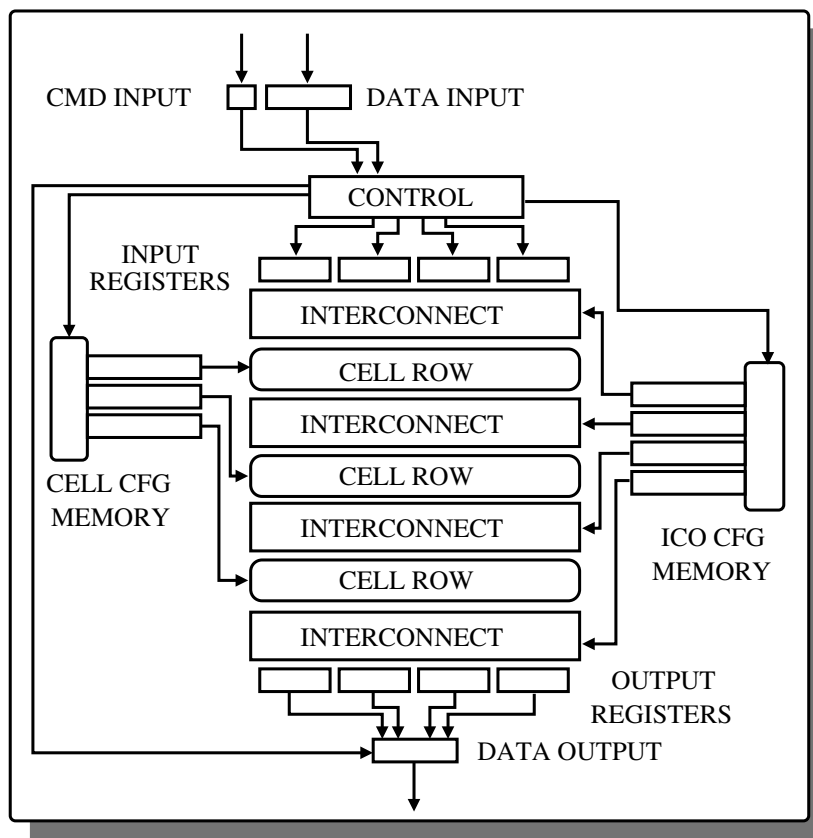 CMD INPUT
DATA INPUT
CONTROL
INPUT
REGISTERS
INTERCONNECT
CELL ROW
INTERCONNECT
CELL ROW
CELL CFG
MEMORY
INTERCONNECT
ICO CFG
MEMORY
CELL ROW
INTERCONNECT
OUTPUT
REGISTERS
DATA OUTPUT